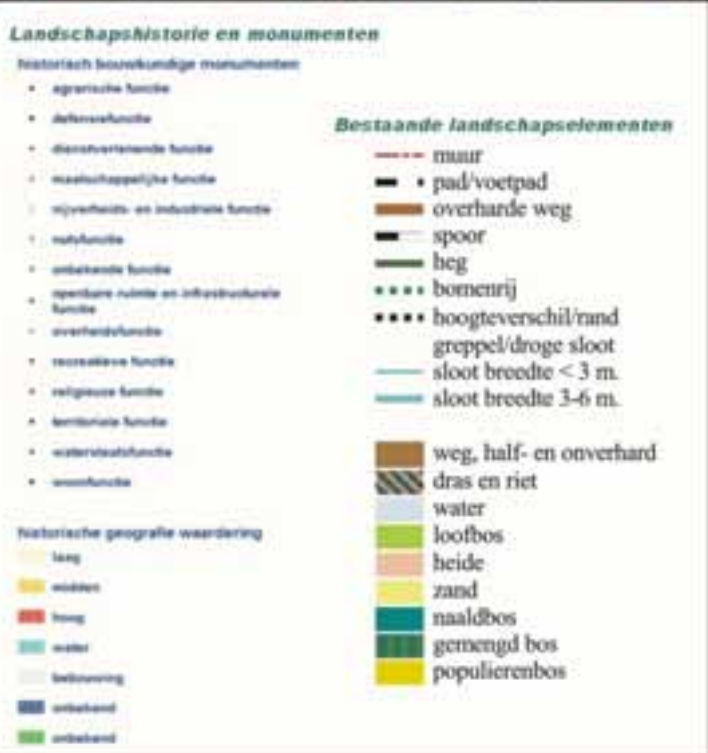 Landschapshistorie en monumenten
historisch bouwkundige monumenten
agrarische functie
defensiefunctie
dienstverlenende functie
maatschappelijke functie
nijverheids- en industriele functie
nutsfunctie
onbekende functie
openbare ruimte en infrastructurele
functie
overheidsfunctie
recreatieve functie
religieuze functie
territoriale functie
waterstaatsfunctie
woonfunctie
historische geografie waardering
laag
midden
hoog
water
bebouwing
onbekend
onbekend
Bestaande landschapselementen
muur
pad/voetpad
overharde weg
spoor
heg
bomenrij
hoogteverschil/rand
greppel/droge sloot
sloot breedte < 3 m.
sloot breedte 3-6 m.
weg, half- en onverhard
dras en riet
water
loofbos
heide
zand
naaldbos
gemengd bos
populierenbos